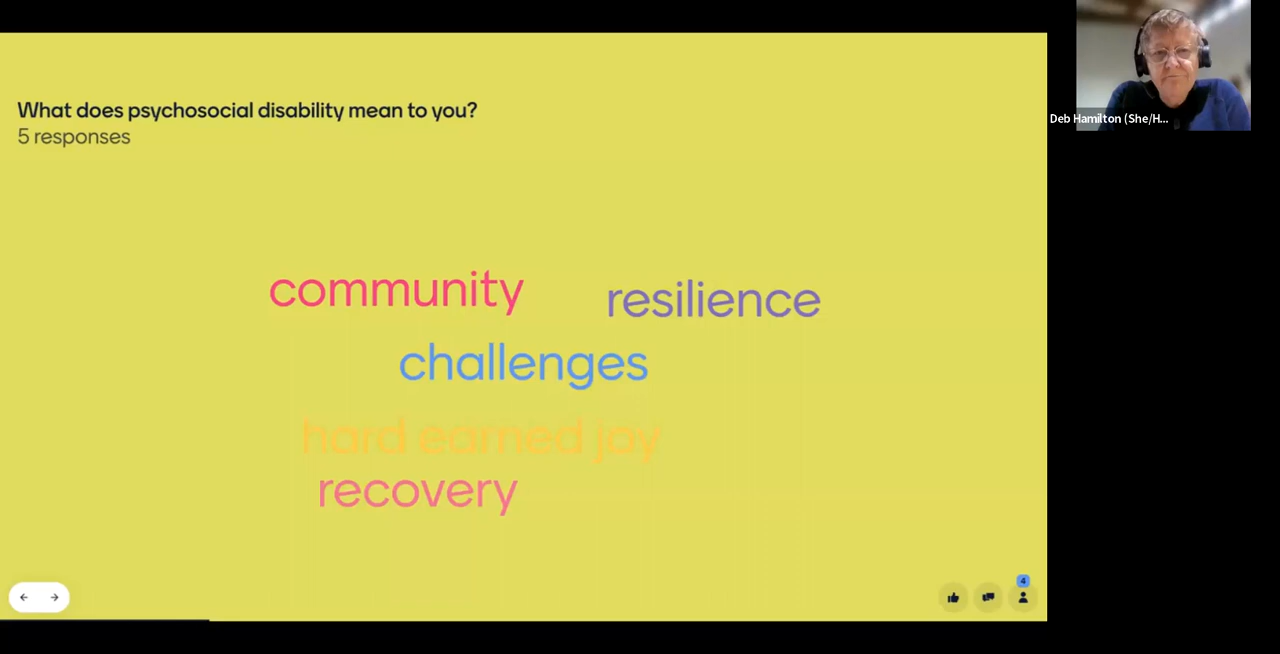 What does psychosocial disability mean to you?
5 responses
community
resilience
challenges
hard earned joy
recovery
4
Deb Hamilton (She/H...